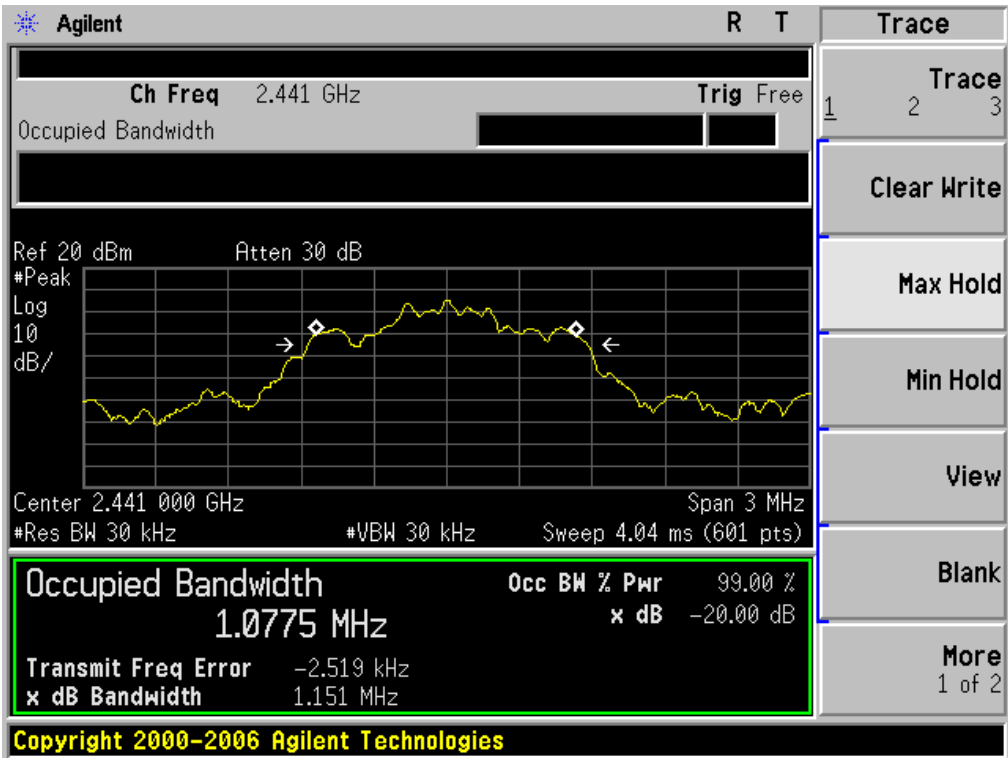 Agilent R T
Trace
Ch Freq 2.441 GHz Trig Free
Occupied Bandwidth
Trace
1 2 3
Clear Write
Max Hold
Min Hold
View
Blank
More
1 of 2
Ref 20 dBm Atten 30 dB
#Peak
Log
10
dB/
Center 2.441 000 GHz Span 3 MHz
#Res BW 30 kHz #VBW 30 kHz Sweep 4.04 ms (601 pts)
Occupied Bandwidth Occ BW % Pwr 99.00 %
1.0775 MHz x dB -20.00 dB
Transmit Freq Error -2.519 kHz
x dB Bandwidth 1.151 MHz
Copyright 2000-2006 Agilent Technologies